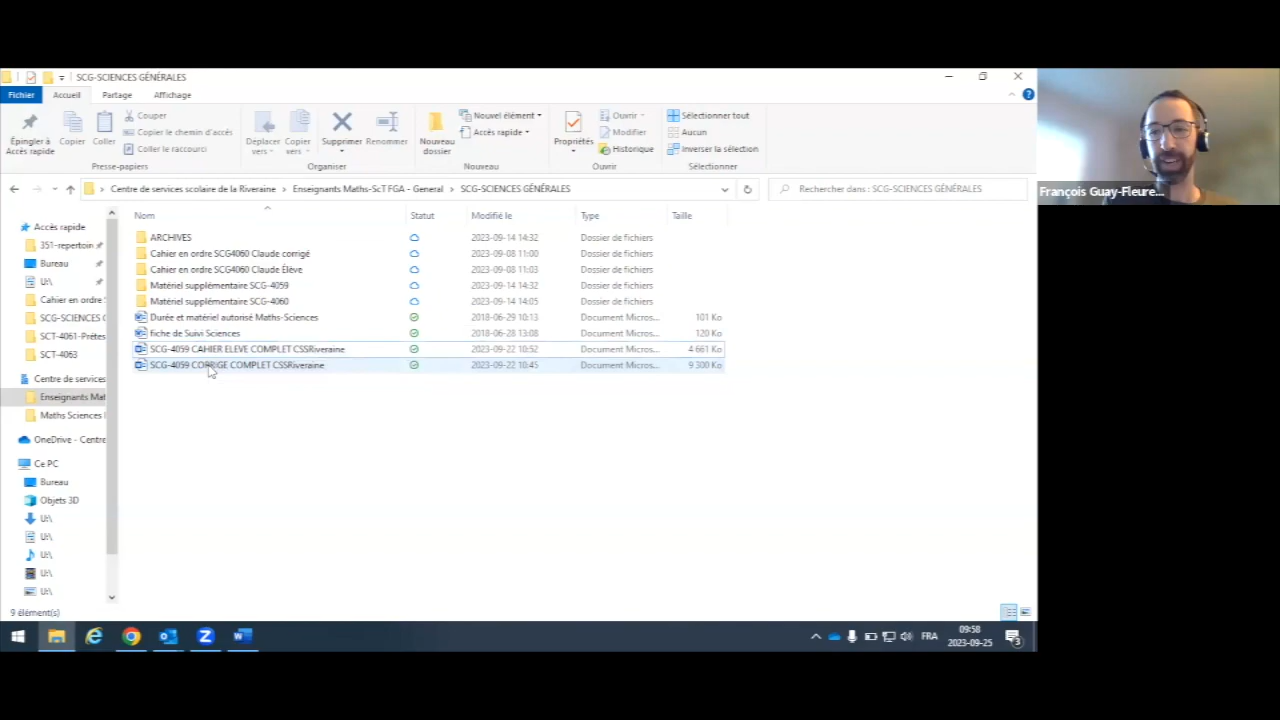 SCG-SCIENCES GÉNÉRALES
Fichier Accueil Partage Affichage
Épingler à Accès rapide
Copier
Coller
Couper
Copier le chemin d'accès
Coller le raccourci
Presse-papiers
Déplacer vers
Copier vers
Supprimer
Renommer
Organiser
Nouveau dossier
Nouvel élément
Accès rapide
Nouveau
Propriétés
Ouvrir
Modifier
Historique
Ouvrir
Sélectionner tout
Aucun
Inverser la sélection
Sélectionner
Centre de services scolaire de la Riveraine > Enseignants Maths-ScT FGA - General > SCG-SCIENCES GÉNÉRALES
Rechercher dans : SCG-SCIENCES GÉNÉRALES
François Guay-Fleure...
Accès rapide
351-repertoin
Bureau
U:\
Cahier en ordre :
SCG-SCIENCES G
SCT-4061-Prétes
SCT-4063
Centre de services
Enseignants Mat
Maths Sciences
OneDrive - Centre
Ce PC
Bureau
Objets 3D
U:\
U:\
U:\
U:\
U:\
Nom Statut Modifié le Type Taille
ARCHIVES 2023-09-14 14:32 Dossier de fichiers
Cahier en ordre SCG4060 Claude corrigé 2023-09-08 11:00 Dossier de fichiers
Cahier en ordre SCG4060 Claude Élève 2023-09-08 11:03 Dossier de fichiers
Matériel supplémentaire SCG-4059 2023-09-14 14:32 Dossier de fichiers
Matériel supplémentaire SCG-4060 2023-09-14 14:05 Dossier de fichiers
Durée et matériel autorisé Maths-Sciences 2018-06-29 10:13 Document Micros... 101 Ko
fiche de Suivi Sciences 2018-06-28 13:08 Document Micros... 120 Ko
SCG-4059 CAHIER ELEVE COMPLET CSSRiveraine 2023-09-22 10:52 Document Micros... 4 661 Ko
SCG-4059 CORRIGE COMPLET CSSRiveraine 2023-09-22 10:45 Document Micros... 9 300 Ko
9 élément(s)
FRA
09:58
2023-09-25
3